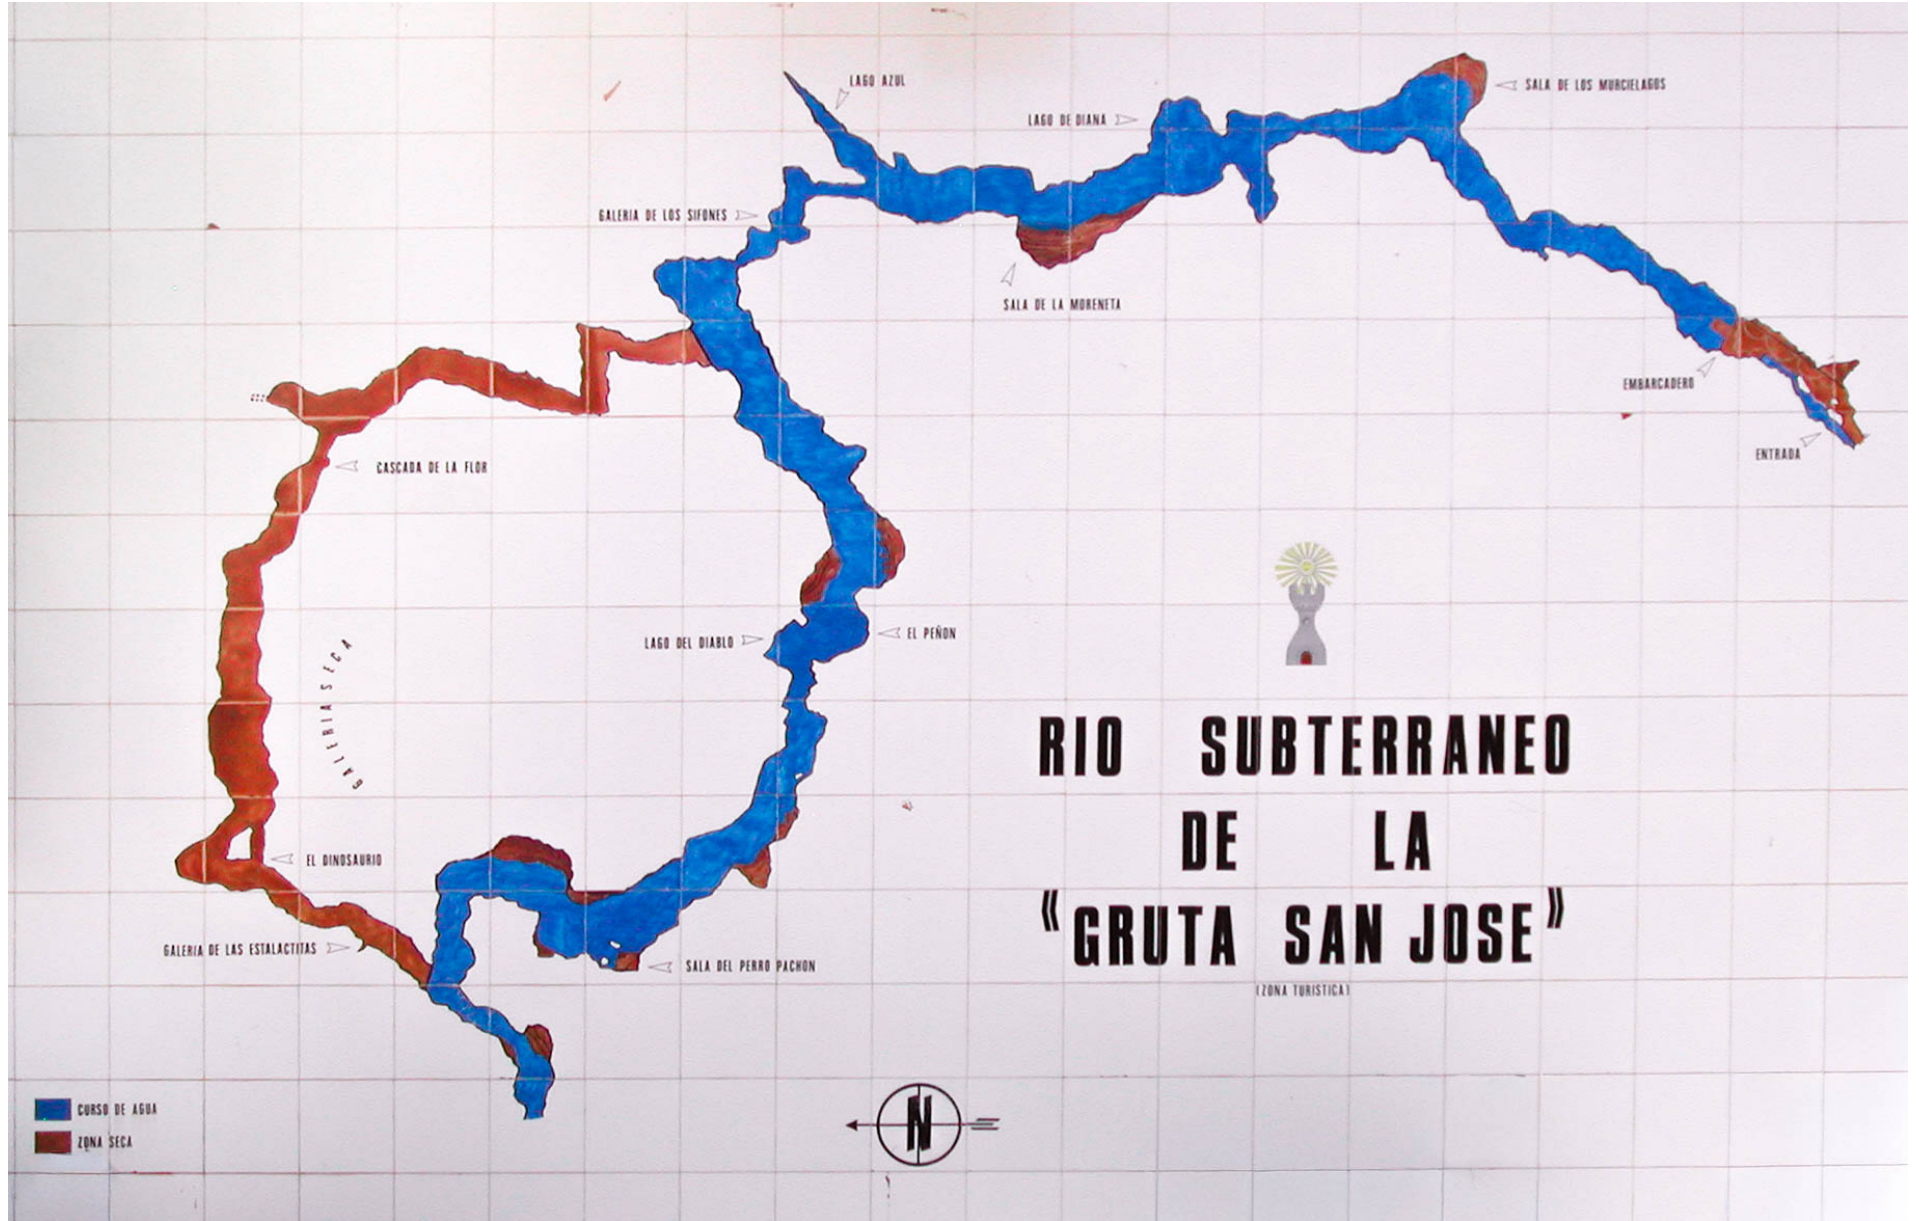 LAGO AZUL
SALA DE LOS MURCIELAGOS
LAGO DE DIANA
GALERIA DE LOS SIFONES
SALA DE LA MORENETA
EMBARCADERO
ENTRADA
CASCADA DE LA FLOR
LAGO DEL DIABLO
EL PEÑON
GALERIA SECA
EL DINOSAURIO
GALERIA DE LAS ESTALACTITAS
SALA DEL PERRO PACHON
RIO SUBTERRANEO
DE LA
"GRUTA SAN JOSE"
(ZONA TURISTICA)
CURSO DE AGUA
ZONA SECA
N